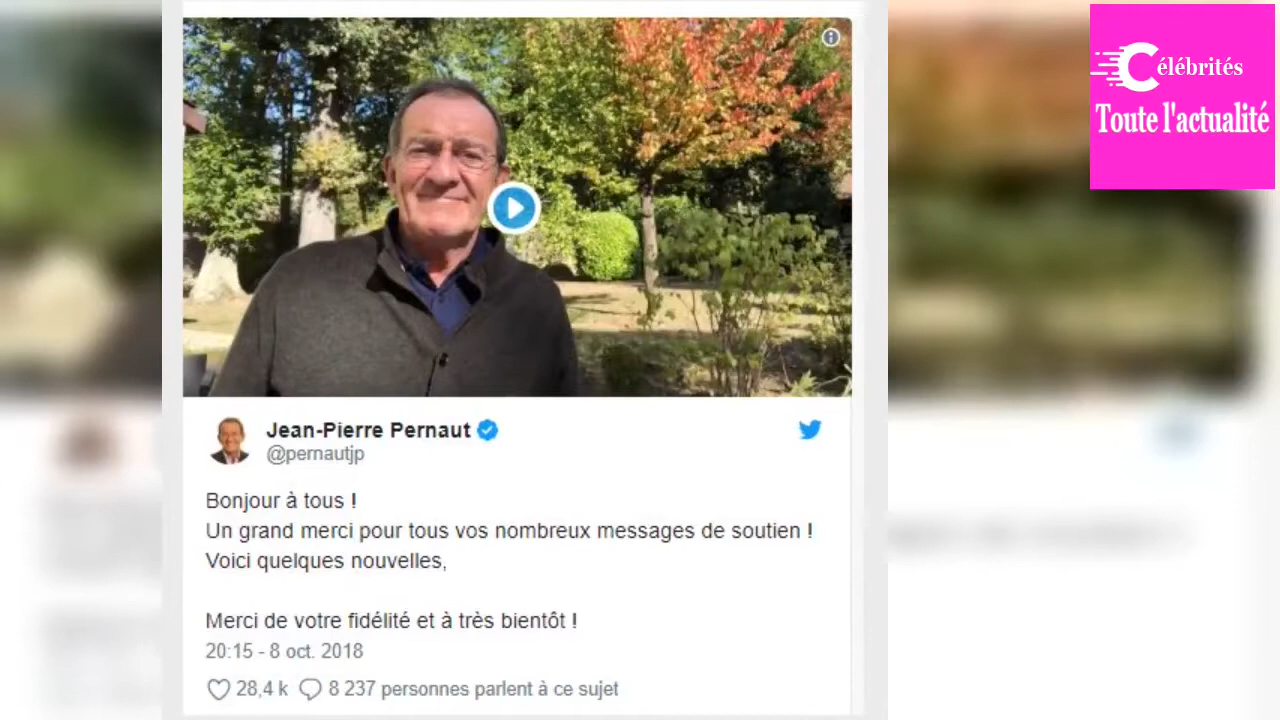 Célébrités
Toute l'actualité
Jean-Pierre Pernaut
@pernautjp
Bonjour à tous !
Un grand merci pour tous vos nombreux messages de soutien !
Voici quelques nouvelles,
Merci de votre fidélité et à très bientôt !
20:15 - 8 oct. 2018
28,4 k 8 237 personnes parlent à ce sujet